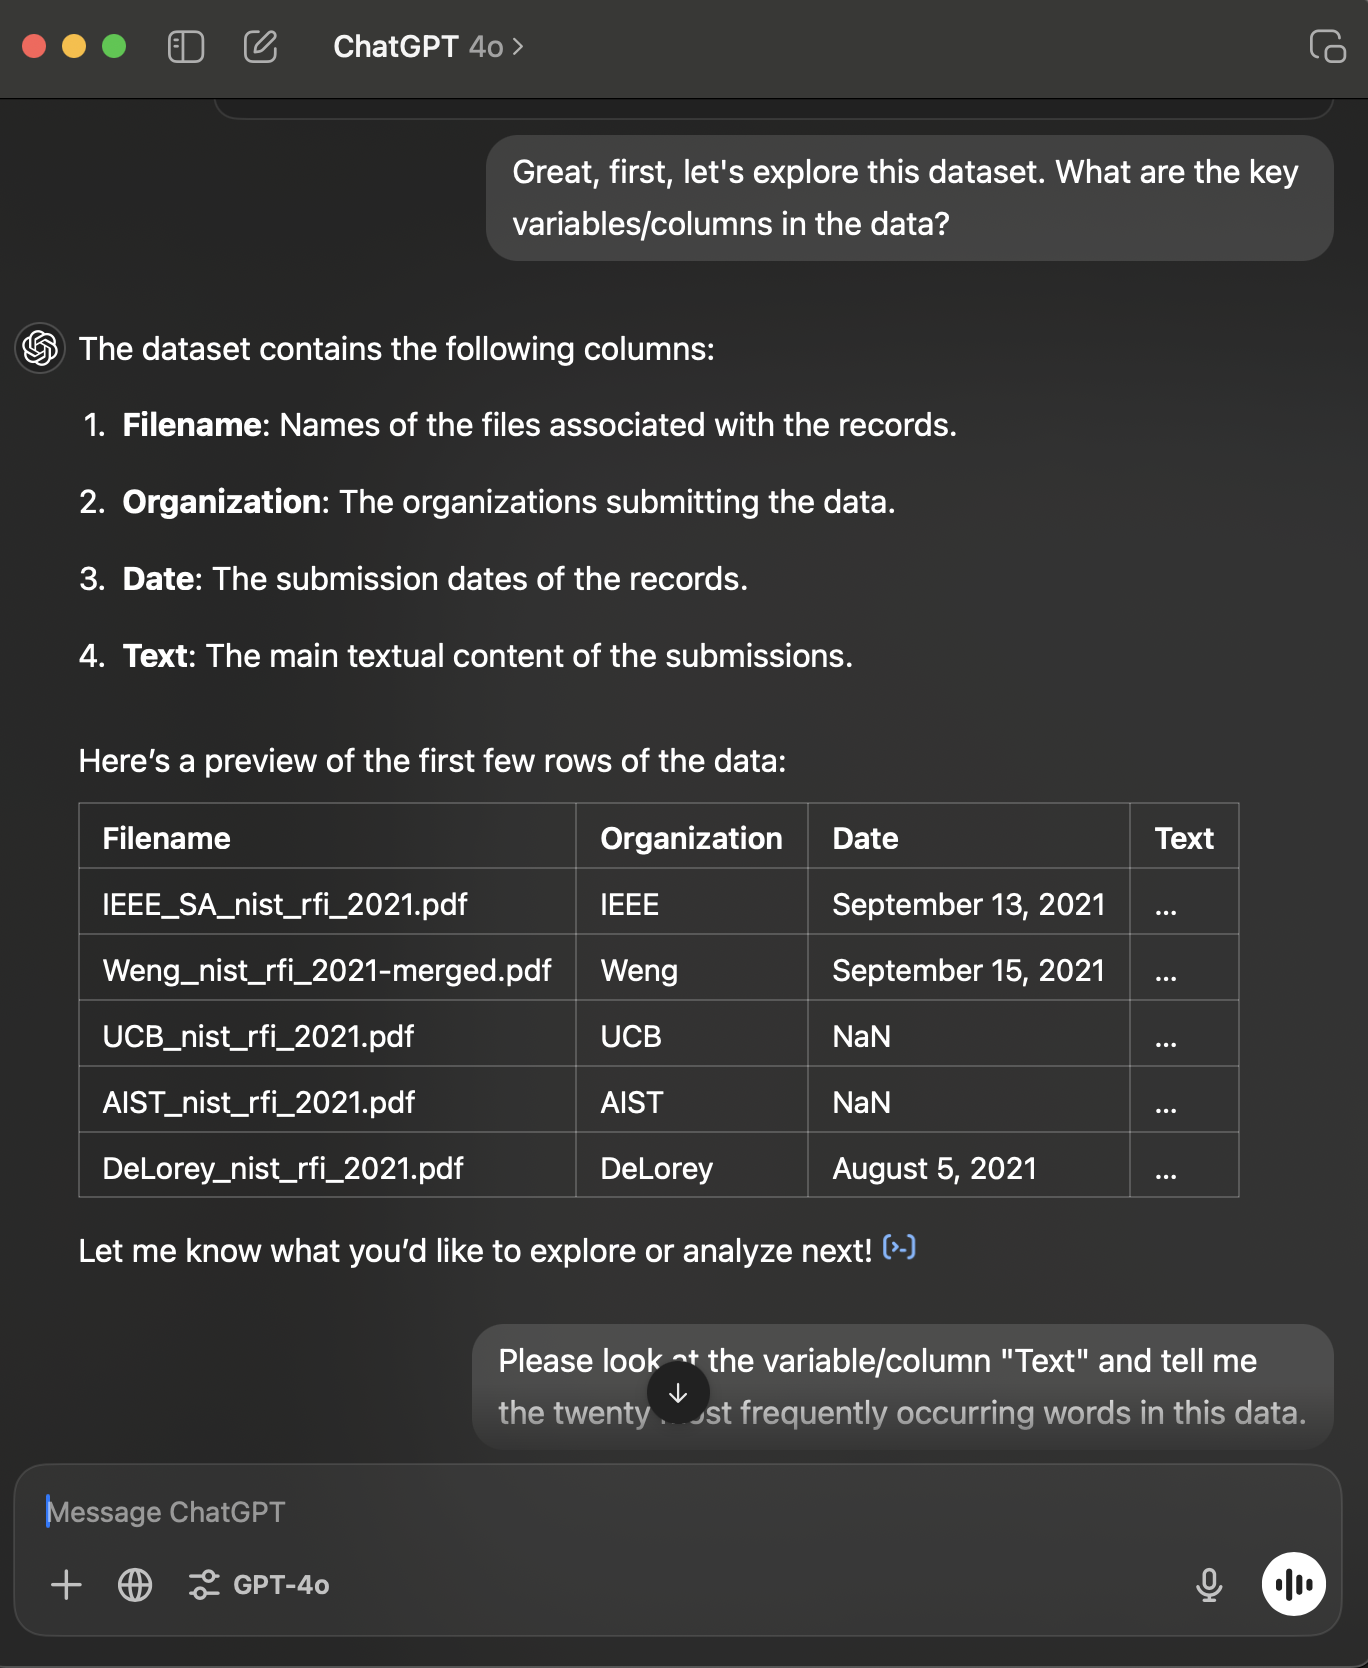 ChatGPT 4o >
Great, first, let's explore this dataset. What are the key
variables/columns in the data?
The dataset contains the following columns:
1. Filename: Names of the files associated with the records.
2. Organization: The organizations submitting the data.
3. Date: The submission dates of the records.
4. Text: The main textual content of the submissions.
Here’s a preview of the first few rows of the data:
Filename Organization Date Text
IEEE_SA_nist_rfi_2021.pdf IEEE September 13, 2021 ...
Weng_nist_rfi_2021-merged.pdf Weng September 15, 2021 ...
UCB_nist_rfi_2021.pdf UCB NaN ...
AIST_nist_rfi_2021.pdf AIST NaN ...
DeLorey_nist_rfi_2021.pdf DeLorey August 5, 2021 ...
Let me know what you’d like to explore or analyze next! [>-]
Please look at the variable/column "Text" and tell me
the twenty most frequently occurring words in this data.
Message ChatGPT
GPT-4o